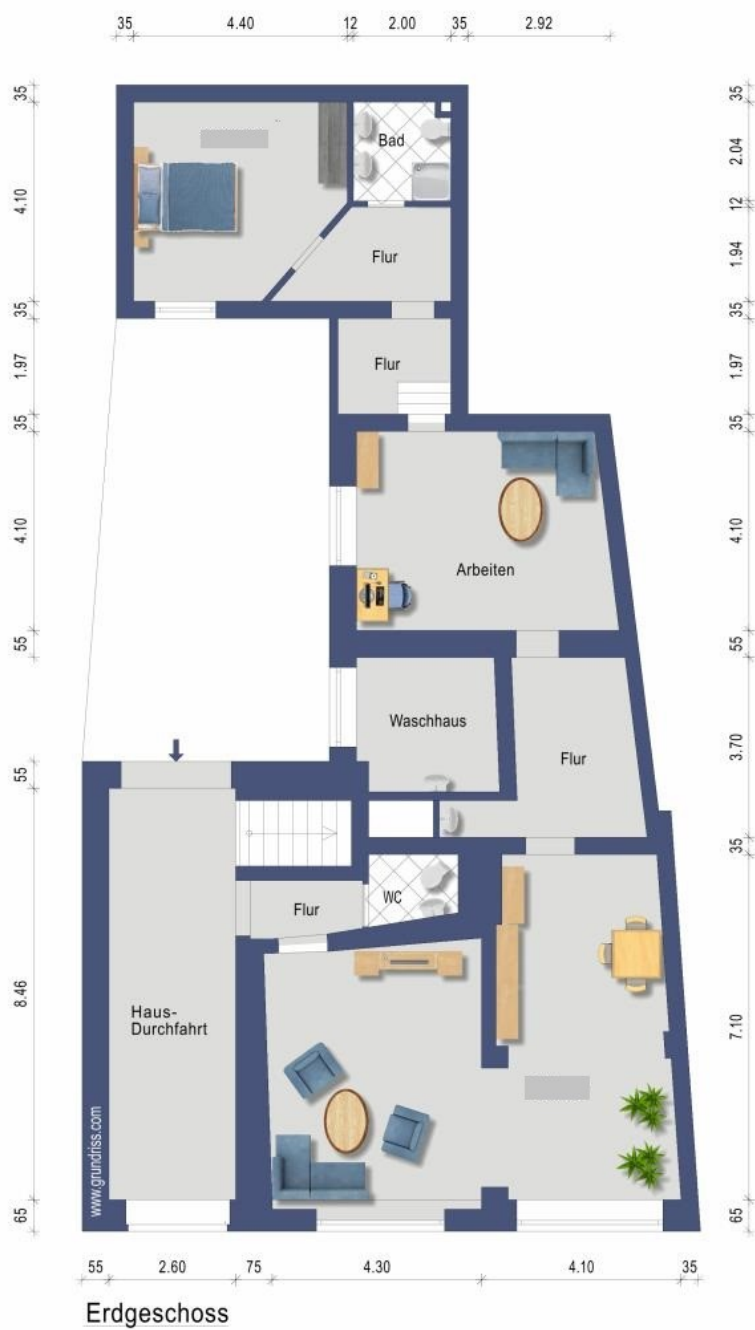 35 4.40 12 2.00 35 2.92
35
4.10
35
1.97
35
4.10
55
55
8.46
65
35
2.04
12
1.94
35
1.97
35
4.10
55
3.70
35
7.10
65
Bad
Flur
Flur
Arbeiten
Waschhaus
Flur
WC
Flur
Haus-
Durchfahrt
www.grundriss.com
55 2.60 75 4.30 4.10 35
Erdgeschoss